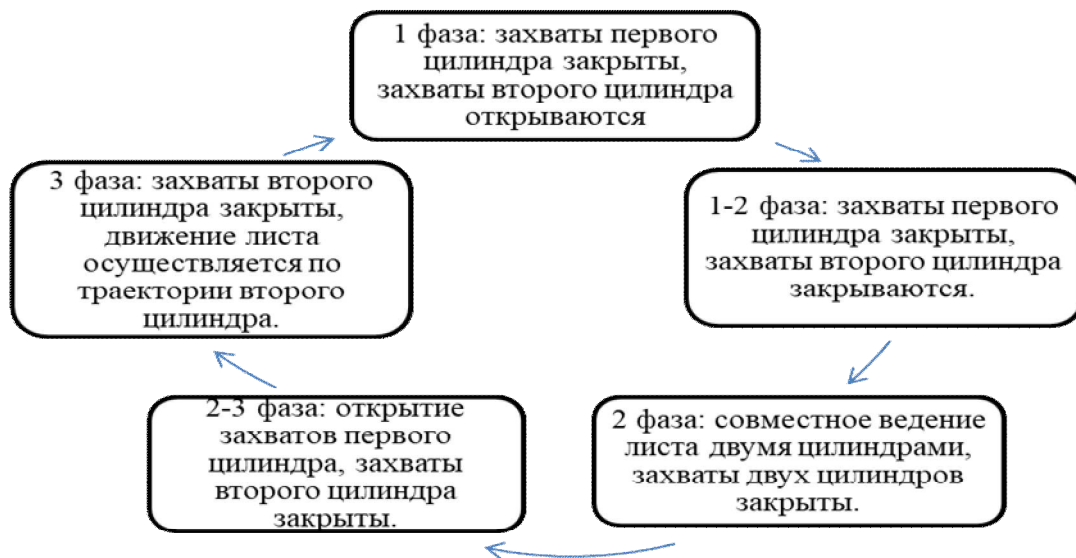 1 фаза: захваты первого
цилиндра закрыты,
захваты второго цилиндра
открываются
1-2 фаза: захваты первого
цилиндра закрыты,
захваты второго цилиндра
закрываются.
2 фаза: совместное ведение
листа двумя цилиндрами,
захваты двух цилиндров
закрыты.
2-3 фаза: открытие
захватов первого
цилиндра, захваты
второго цилиндра
закрыты.
3 фаза: захваты второго
цилиндра закрыты,
движение листа
осуществляется по
траектории второго
цилиндра.